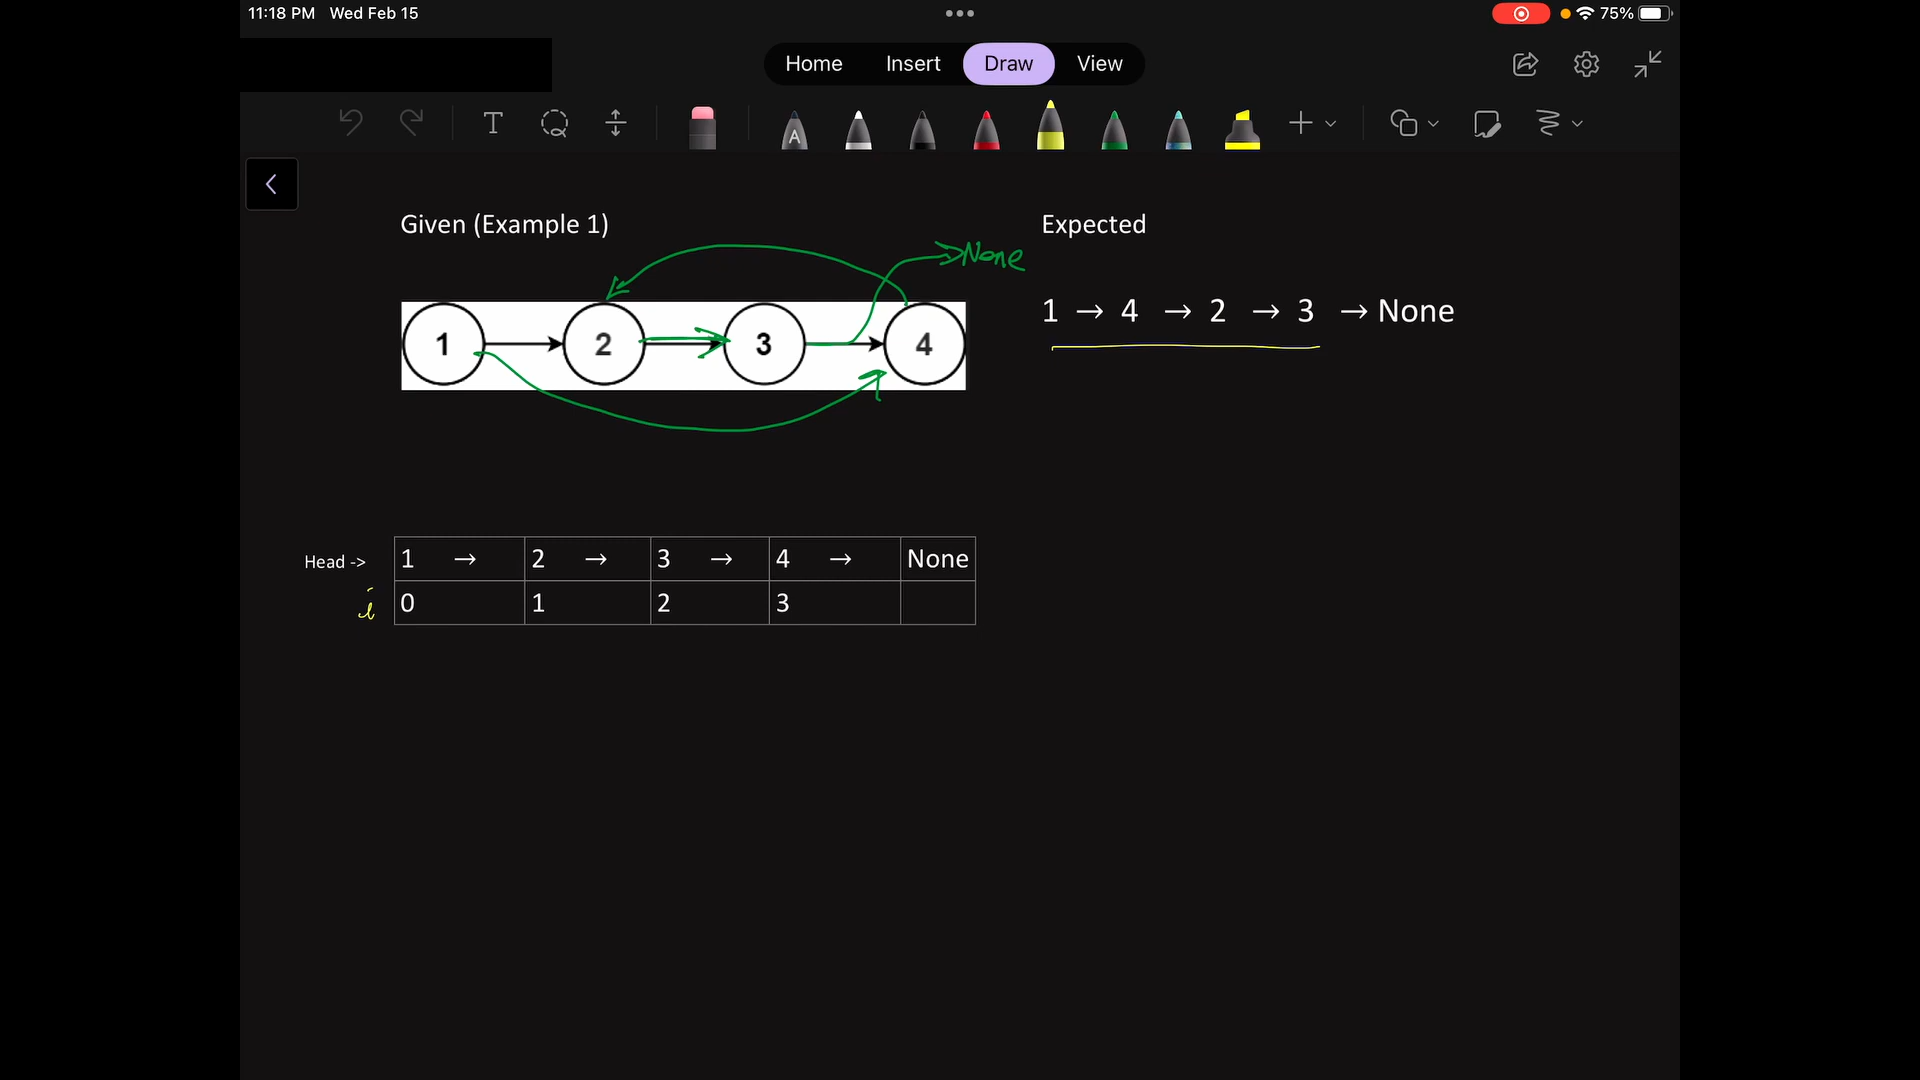 11:18 PM Wed Feb 15
75%
Home Insert Draw View
T
A
Given (Example 1)
Expected
None
1 → 4 → 2 → 3 → None
1 2 3 4
Head -> 1 → 2 → 3 → 4 → None
i 0 1 2 3